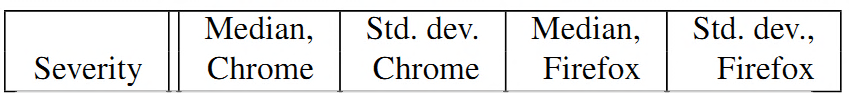 Median, Std. dev. Median, Std. dev.,
Severity Chrome Chrome Firefox Firefox